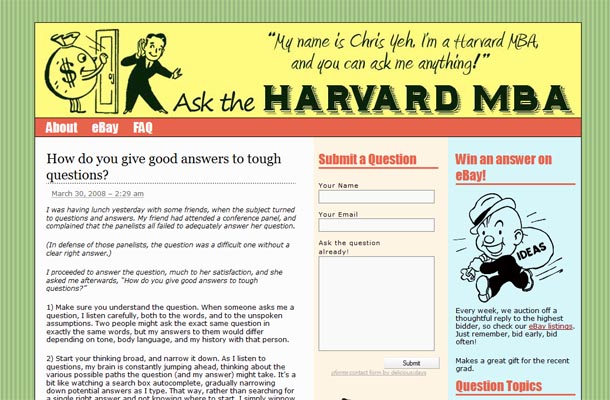 "My name is Chris Yeh, I'm a Harvard MBA,
and you can ask me anything!"
$
Ask the HARVARD MBA
About eBay FAQ
How do you give good answers to tough
questions?
March 30, 2008 – 2:29 am
I was having lunch yesterday with some friends, when the subject turned
to questions and answers. My friend had attended a conference panel, and
complained that the panelists all failed to adequately answer her question.
(In defense of those panelists, the question was a difficult one without a
clear right answer.)
I proceeded to answer the question, much to her satisfaction, and she
asked me afterwards, "How do you give good answers to tough
questions?"
1) Make sure you understand the question. When someone asks me a
question, I listen carefully, both to the words, and to the unspoken
assumptions. Two people might ask the exact same question in
exactly the same words, but my answers to them would differ
depending on tone, body language, and my history with that person.
2) Start your thinking broad, and narrow it down. As I listen to
questions, my brain is constantly jumping ahead, thinking about the
various possible paths the question (and my answer) might take. It's a
bit like watching a search box autocomplete, gradually narrowing
down potential answers as I type. That way, rather than searching for
a single right answer and not knowing where to start, I simply winnow
Submit a Question
Your Name
Your Email
Ask the question
already!
Submit
cforms contact form by delicious:days
Win an answer on
eBay!
IDEAS
Every week, we auction off a
thoughtful reply to the highest
bidder, so check our eBay listings.
Just remember, bid early, bid
often!
Makes a great gift for the recent
grad.
Question Topics